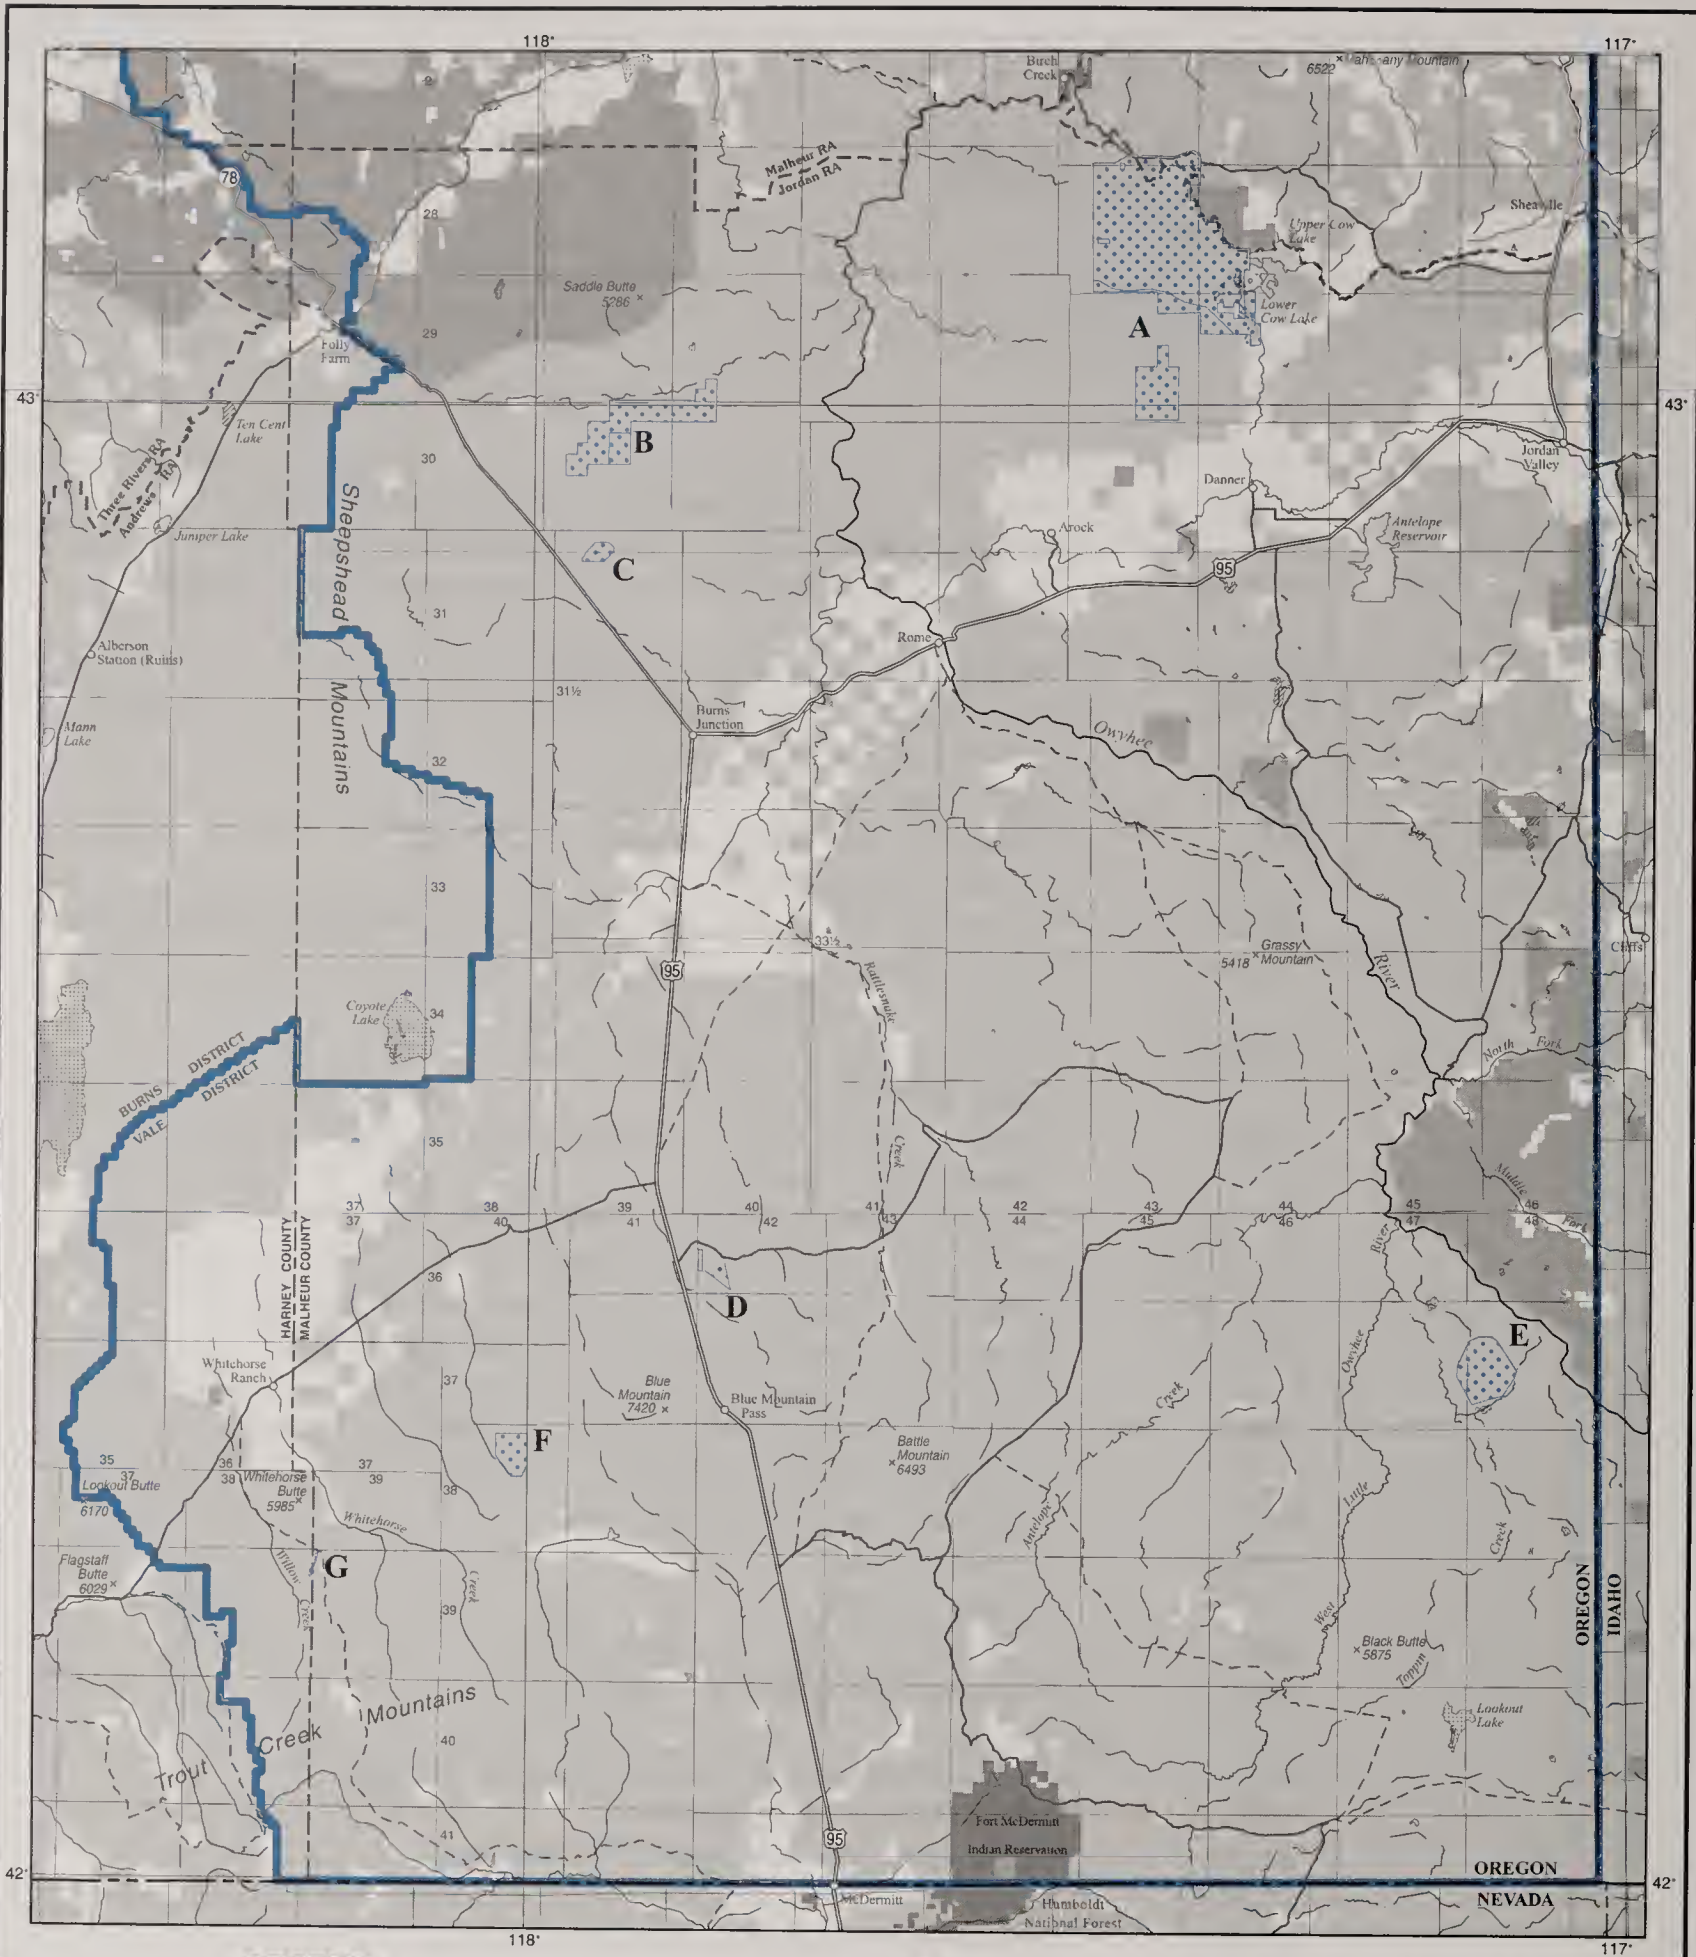 118°
117°
Birch
Creek
6522
Mountain
Malheur RA
Jordan RA
78
28
Sheaville
Upper Cow
Lake
Saddle Butte
5286
Lower
Cow Lake
A
29
Folly
Farm
43°
43°
Ten Cent
Lake
B
30
Jordan
Valley
Three Rivers RA
Andrews RA
Danner
Juniper Lake
Sheepshead
Mountains
Arock
Antelope
Reservoir
C
95
31
Rome
Alberson
Station (Ruins)
31½
Burns
Junction
Mann
Lake
Owyhee
River
32
33
33½
Grassy
Mountain
5418
Cliffs
95
Rattlesnake
Creek
Coyote
Lake
34
BURNS DISTRICT
VALE DISTRICT
North Fork
35
37 38 39 40 41 42 43 44 45 46
37 40 41 42 43 44 45 46 47 48
Middle
Fork
HARNEY COUNTY
MALHEUR COUNTY
36
D
E
River
Owyhee
Little
West
Whitehorse
Ranch
37
Blue
Mountain
7420
Blue Mountain
Pass
Creek
Antelope
F
Battle
Mountain
6493
35 36 37
37 38 39
Lookout Butte
6170
Whitehorse
Butte
5985
38
Whitehorse
Creek
Flagstaff
Butte
6029
Willow
Creek
G
39
Creek
OREGON
IDAHO
Black Butte
5875
Toppin
Lookout
Lake
Trout Creek Mountains
40
41
95
Fort McDermitt
Indian Reservation
42°
OREGON
NEVADA
42°
McDermitt
Humboldt
National Forest
118°
117°